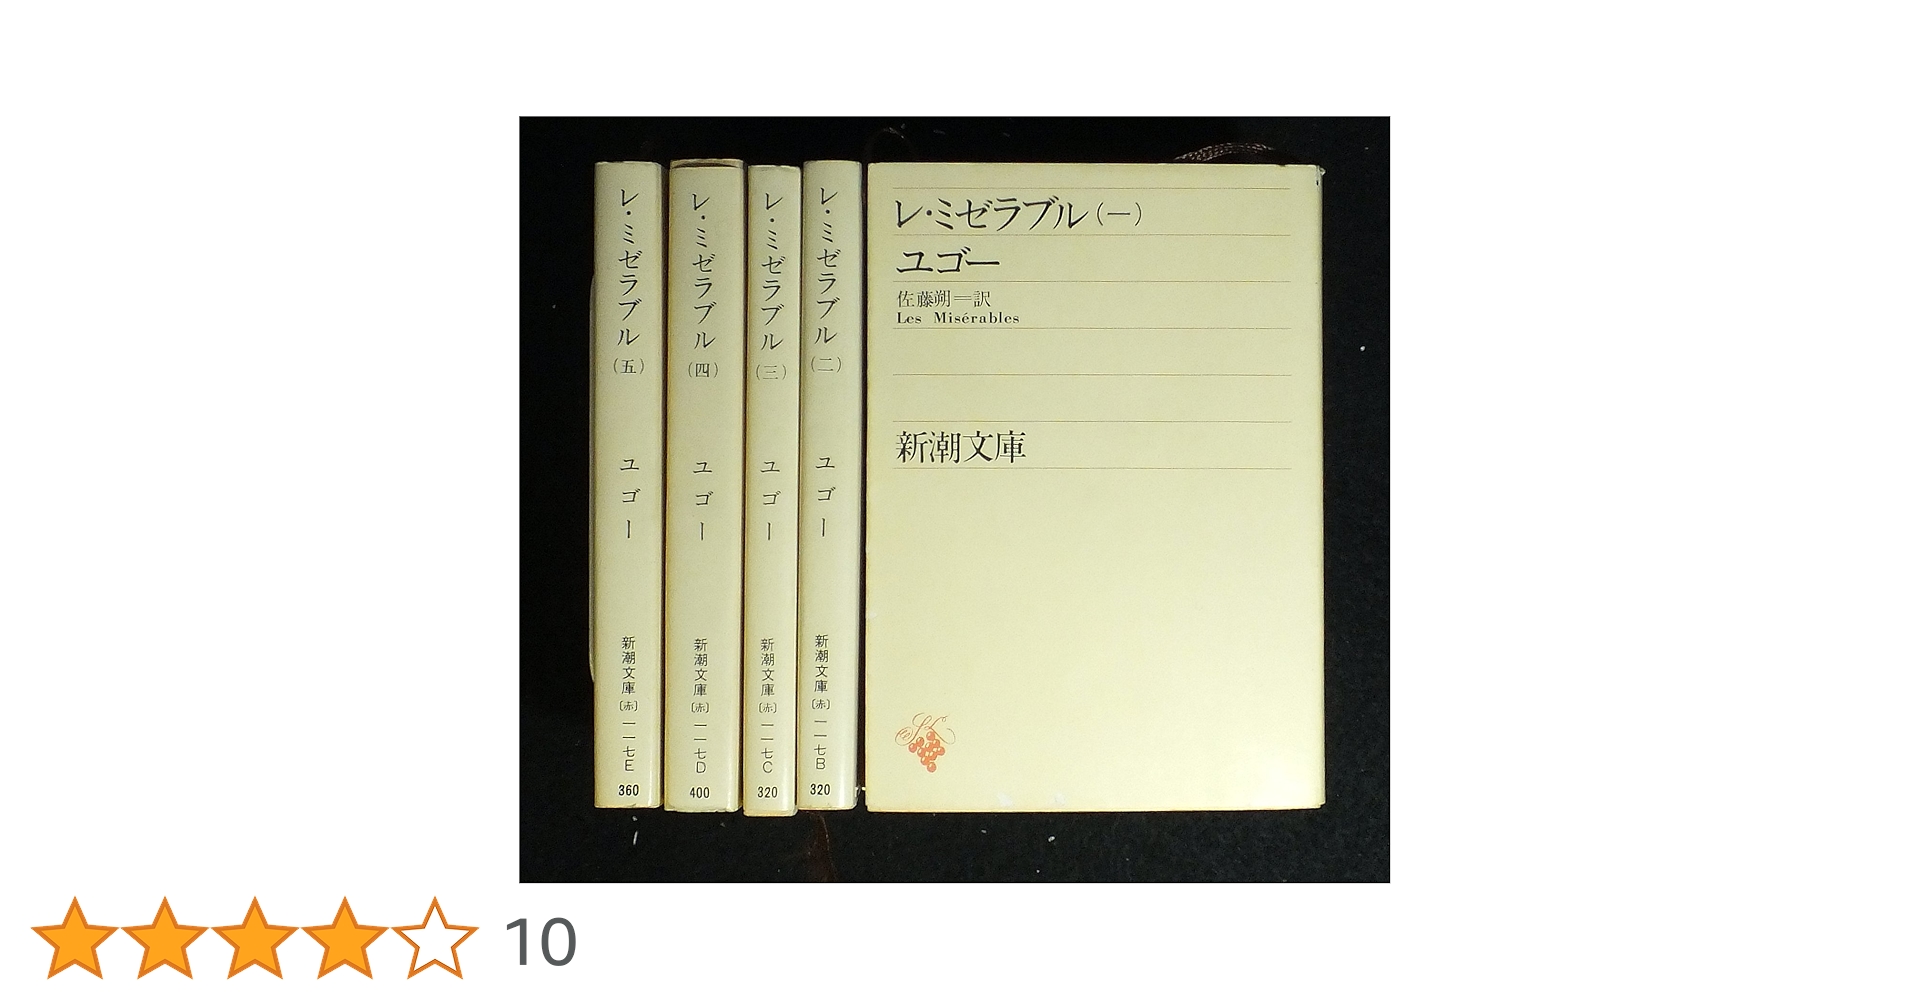 レ・ミゼラブル(一)
ユゴー
佐藤朔=訳
Les Misérables
新潮文庫
レ・ミゼラブル(二) ユゴー 新潮文庫〔赤〕一一七B 320
レ・ミゼラブル(三) ユゴー 新潮文庫〔赤〕一一七C 320
レ・ミゼラブル(四) ユゴー 新潮文庫〔赤〕一一七D 400
レ・ミゼラブル(五) ユゴー 新潮文庫〔赤〕一一七E 360
10